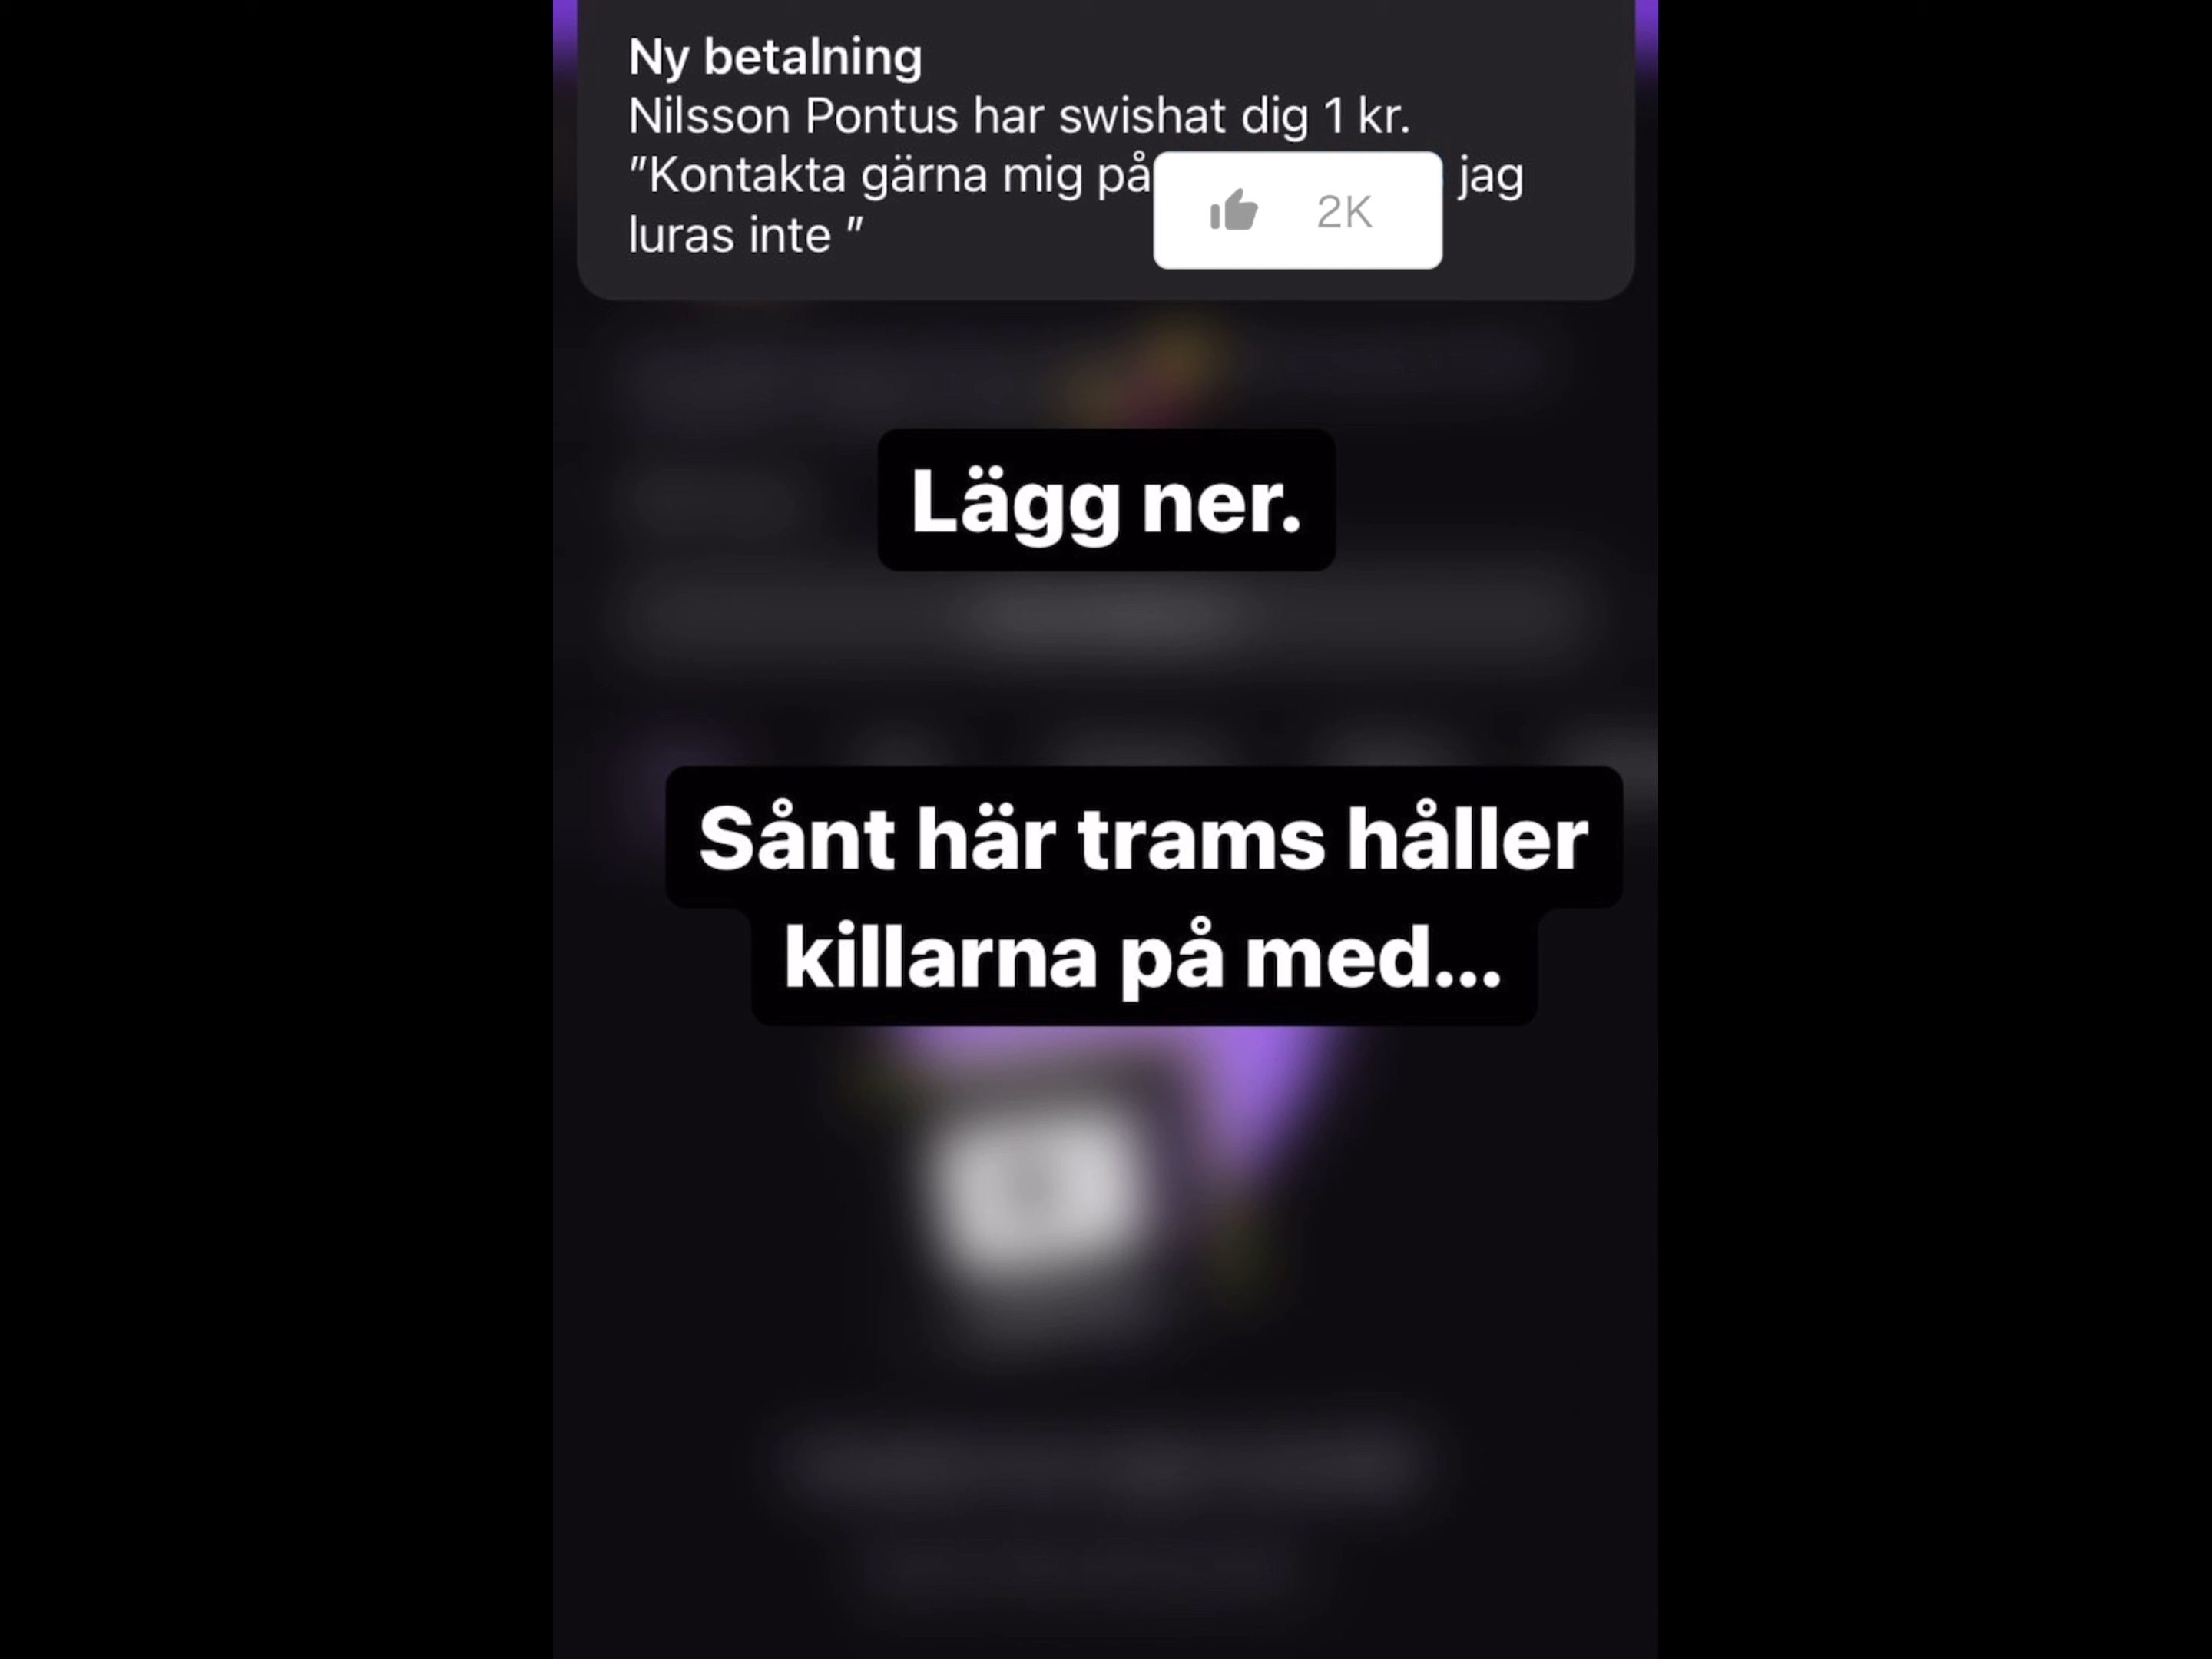 Ny betalning
Nilsson Pontus har swishat dig 1 kr.
"Kontakta gärna mig på jag
2K
luras inte "
Lägg ner.
Sånt här trams håller
killarna på med...